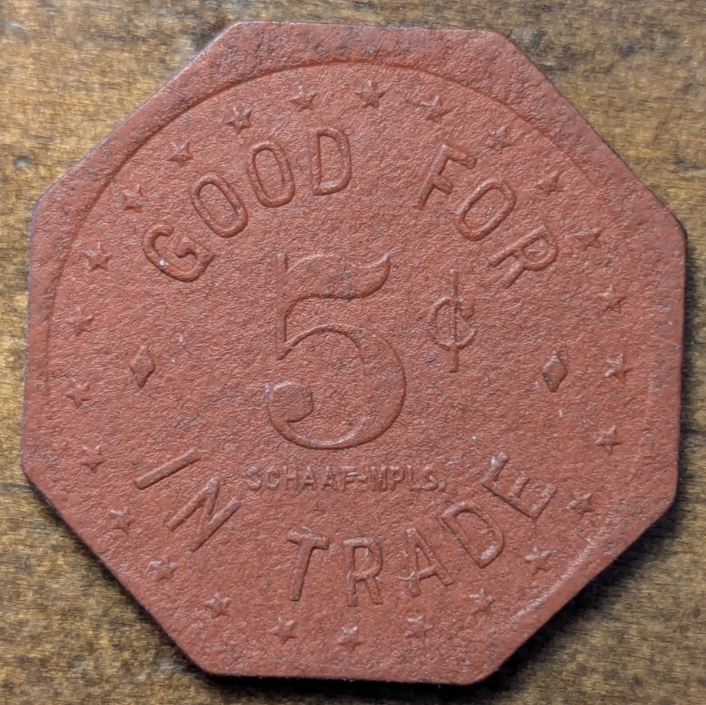 GOOD FOR
5¢
SCHAAF-MPLS.
IN TRADE